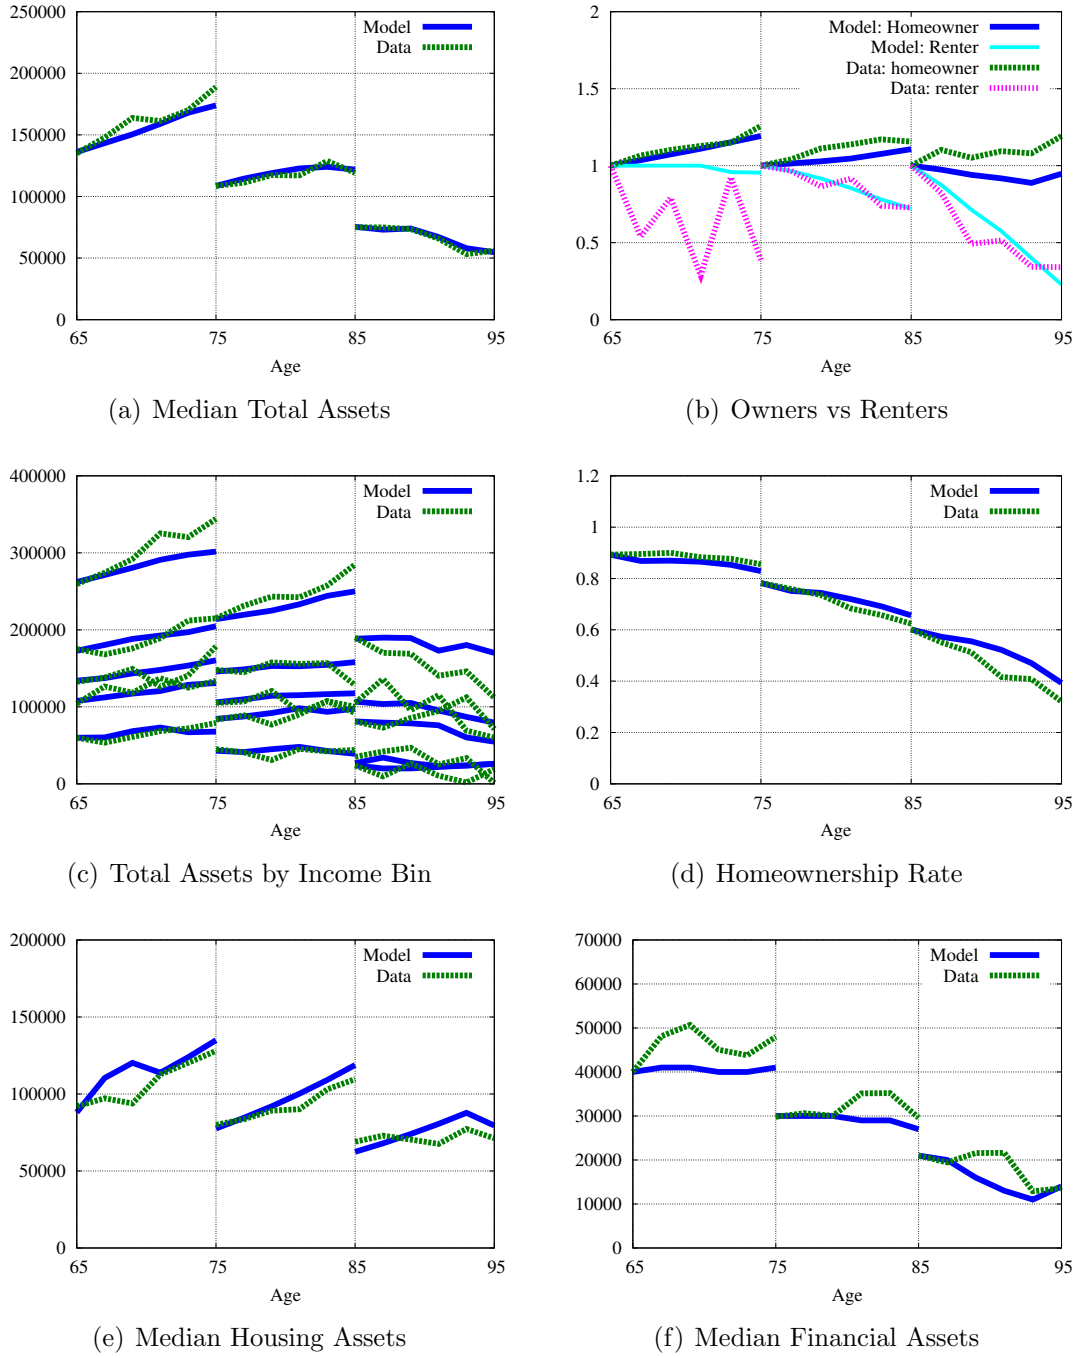 250000
200000
150000
100000
50000
0
65
75
85
95
Model
Data
Age
(a) Median Total Assets
2
1.5
1
0.5
0
65
75
85
95
Model: Homeowner
Model: Renter
Data: homeowner
Data: renter
Age
(b) Owners vs Renters
400000
300000
200000
100000
0
65
75
85
95
Model
Data
Age
(c) Total Assets by Income Bin
1.2
1
0.8
0.6
0.4
0.2
0
65
75
85
95
Model
Data
Age
(d) Homeownership Rate
200000
150000
100000
50000
0
65
75
85
95
Model
Data
Age
(e) Median Housing Assets
70000
60000
50000
40000
30000
20000
10000
0
65
75
85
95
Model
Data
Age
(f) Median Financial Assets